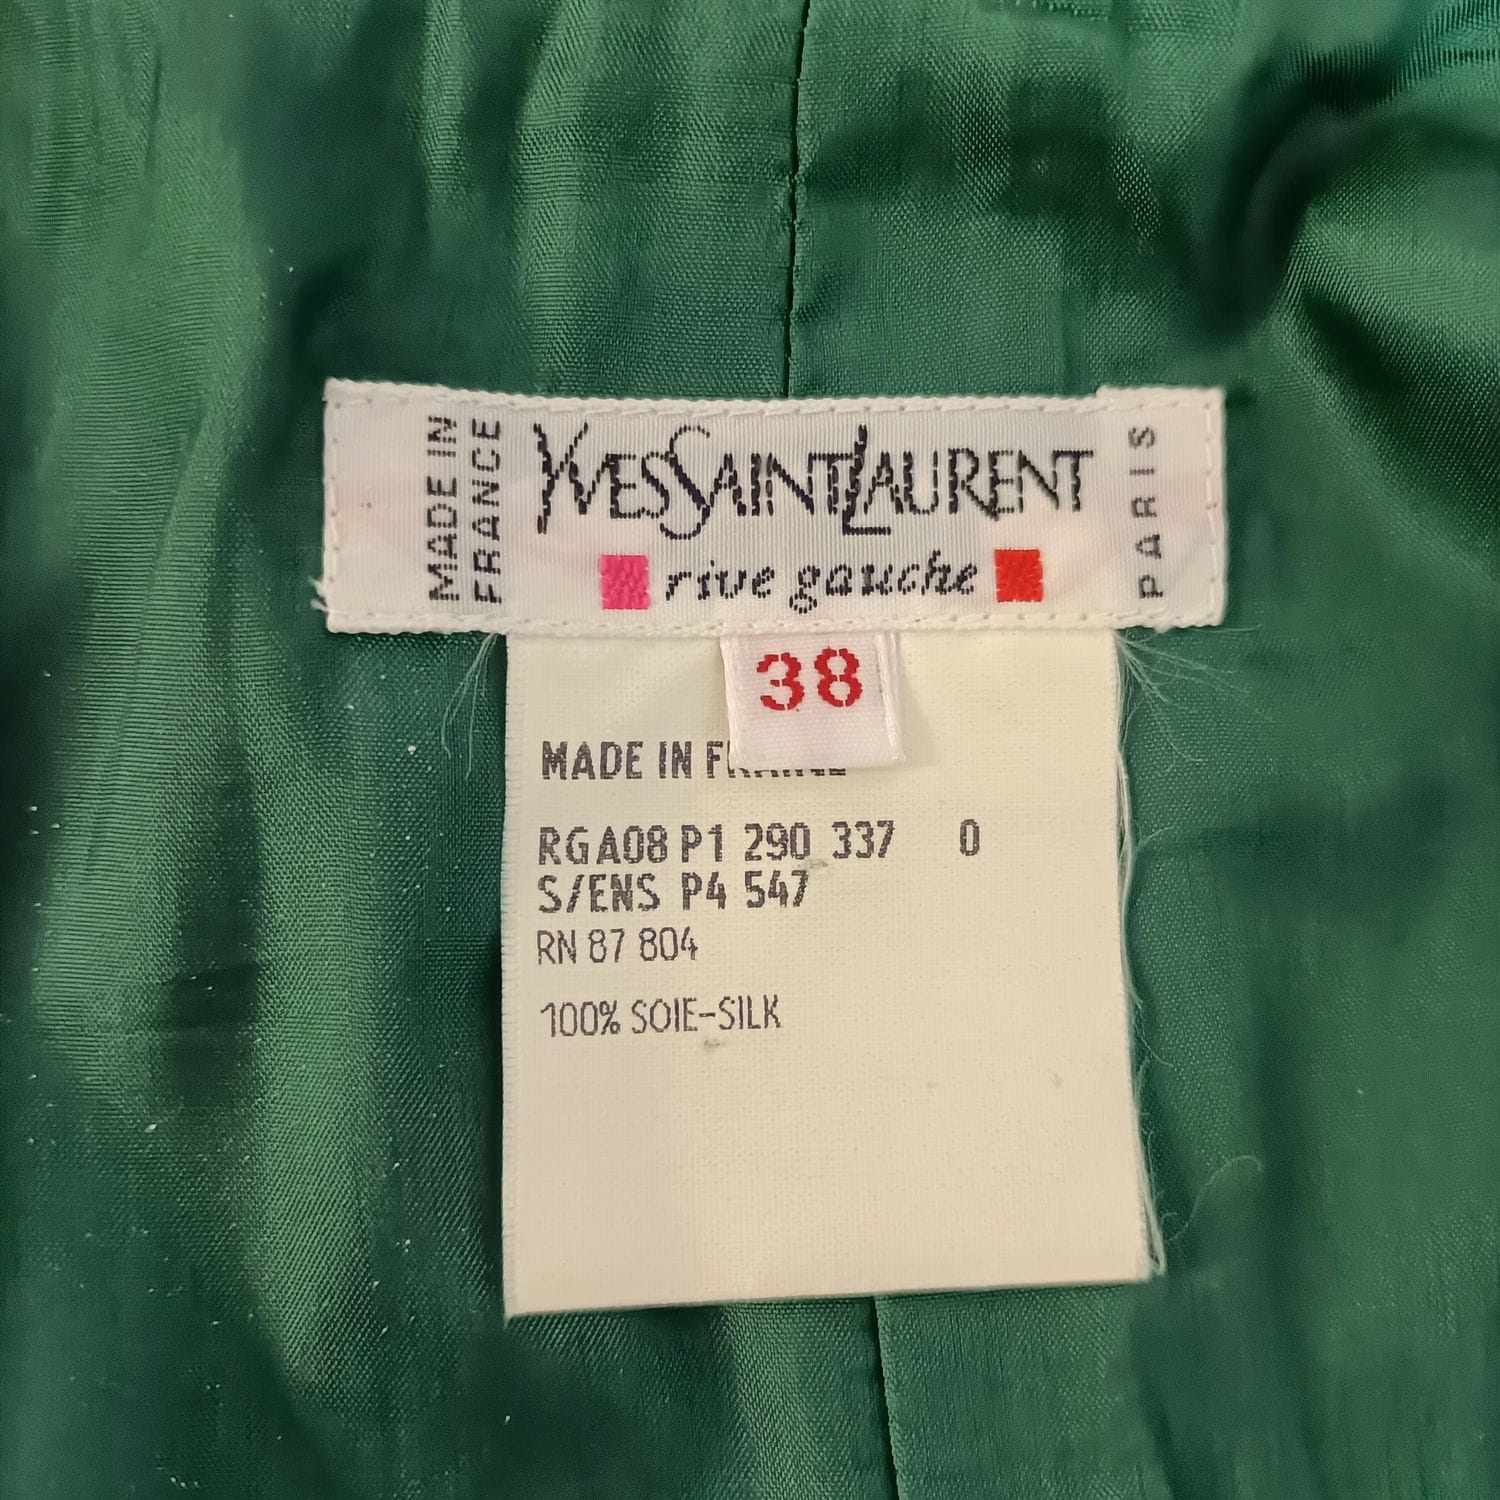 MADE IN
FRANCE
YVES SAINT LAURENT
rive gauche
PARIS
38
MADE IN
RGA08 P1 290 337 0
S/ENS P4 547
RN 87 804
100% SOIE-SILK